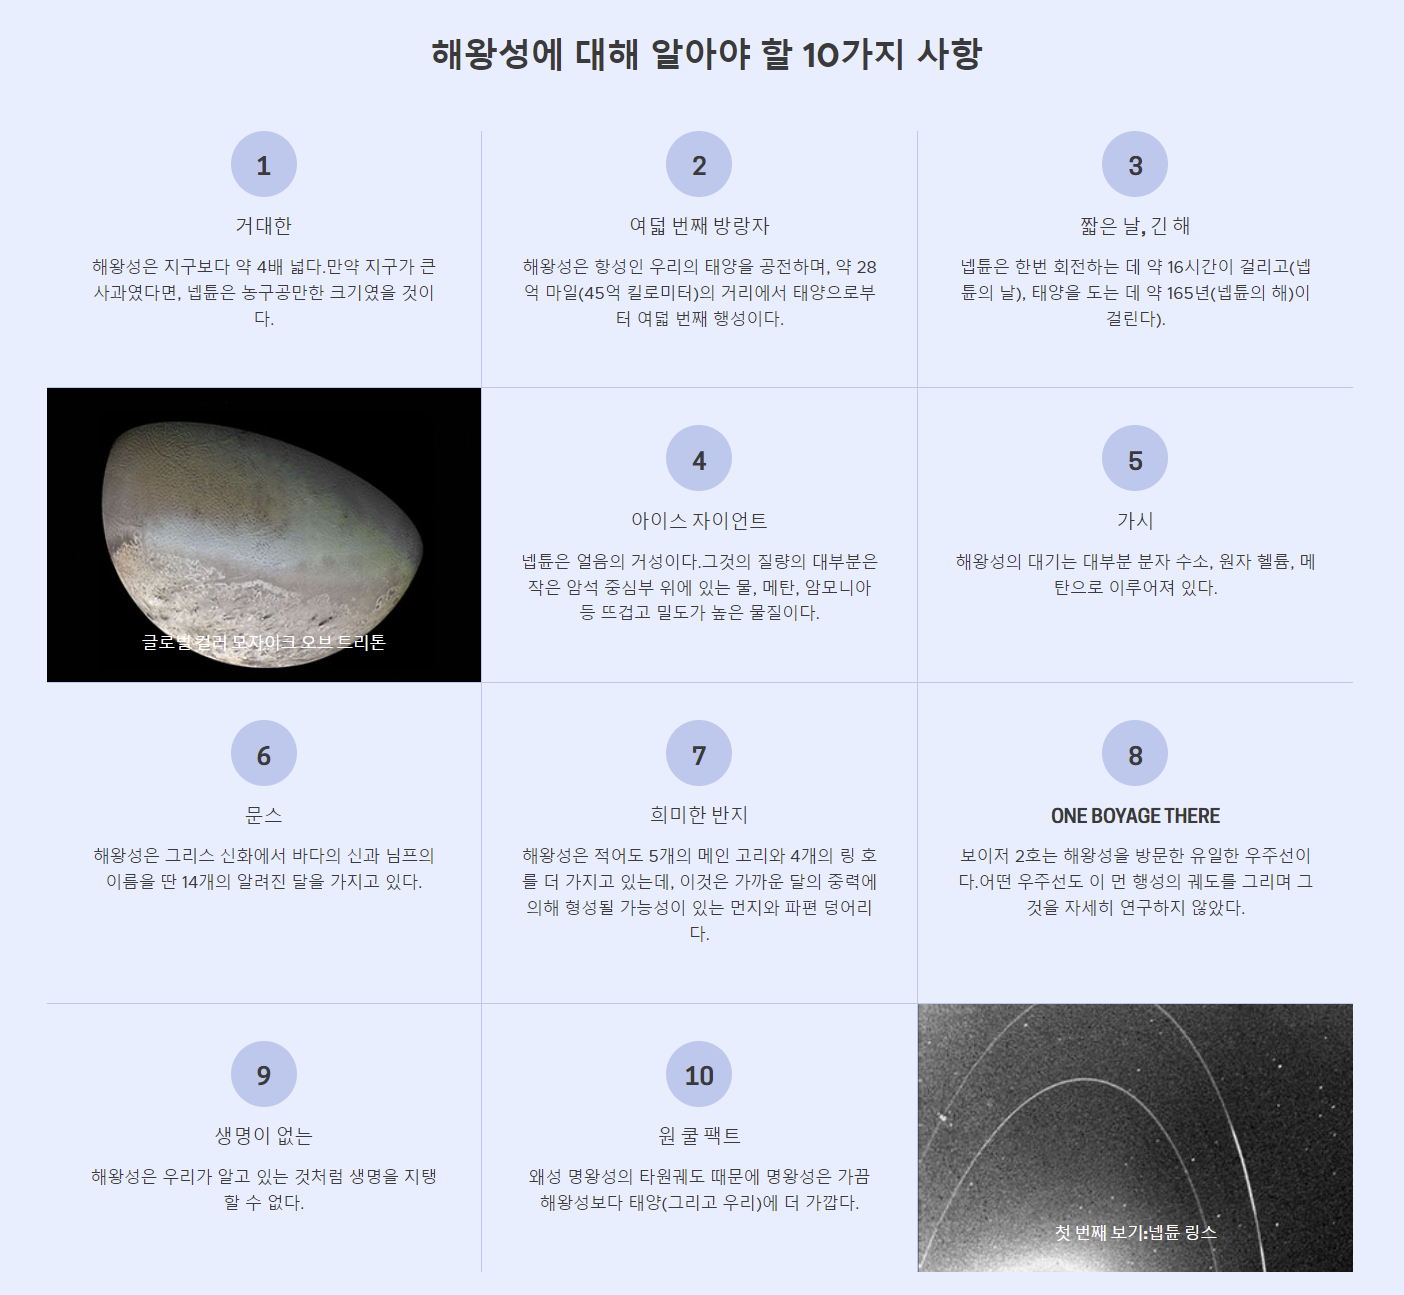 해왕성에 대해 알아야 할 10가지 사항
1
거대한
해왕성은 지구보다 약 4배 넓다.만약 지구가 큰
사과였다면, 넵튠은 농구공만한 크기였을 것이
다.
2
여덟 번째 방랑자
해왕성은 항성인 우리의 태양을 공전하며, 약 28
억 마일(45억 킬로미터)의 거리에서 태양으로부
터 여덟 번째 행성이다.
3
짧은 날, 긴 해
넵튠은 한번 회전하는 데 약 16시간이 걸리고(넵
튠의 날), 태양을 도는 데 약 165년(넵튠의 해)이
걸린다).
글로벌 컬러 모자이크 오브 트리톤
4
아이스 자이언트
넵튠은 얼음의 거성이다.그것의 질량의 대부분은
작은 암석 중심부 위에 있는 물, 메탄, 암모니아
등 뜨겁고 밀도가 높은 물질이다.
5
가시
해왕성의 대기는 대부분 분자 수소, 원자 헬륨, 메
탄으로 이루어져 있다.
6
문스
해왕성은 그리스 신화에서 바다의 신과 님프의
이름을 딴 14개의 알려진 달을 가지고 있다.
7
희미한 반지
해왕성은 적어도 5개의 메인 고리와 4개의 링 호
를 더 가지고 있는데, 이것은 가까운 달의 중력에
의해 형성될 가능성이 있는 먼지와 파편 덩어리
다.
8
ONE BOYAGE THERE
보이저 2호는 해왕성을 방문한 유일한 우주선이
다.어떤 우주선도 이 먼 행성의 궤도를 그리며 그
것을 자세히 연구하지 않았다.
9
생명이 없는
해왕성은 우리가 알고 있는 것처럼 생명을 지탱
할 수 없다.
10
원 쿨 팩트
왜성 명왕성의 타원궤도 때문에 명왕성은 가끔
해왕성보다 태양(그리고 우리)에 더 가깝다.
첫 번째 보기:넵튠 링스